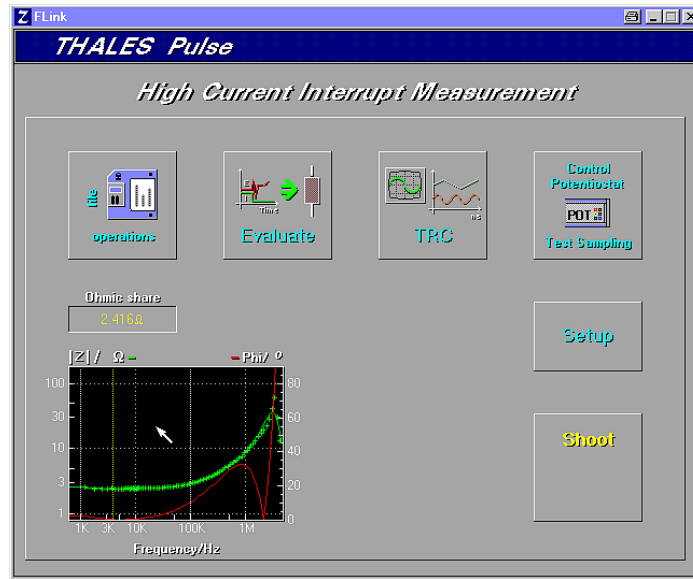 FLink
THALES Pulse
High Current Interrupt Measurement
file
operations
Time
Evaluate
ms
TRC
Control
Potentiostat
POT
Test Sampling
Ohmic share
2.416Ω
Setup
|Z| / Ω
Phi/ °
100
30
10
3
1
80
60
40
20
0
1K 3K 10K 100K 1M
Frequency/Hz
Shoot